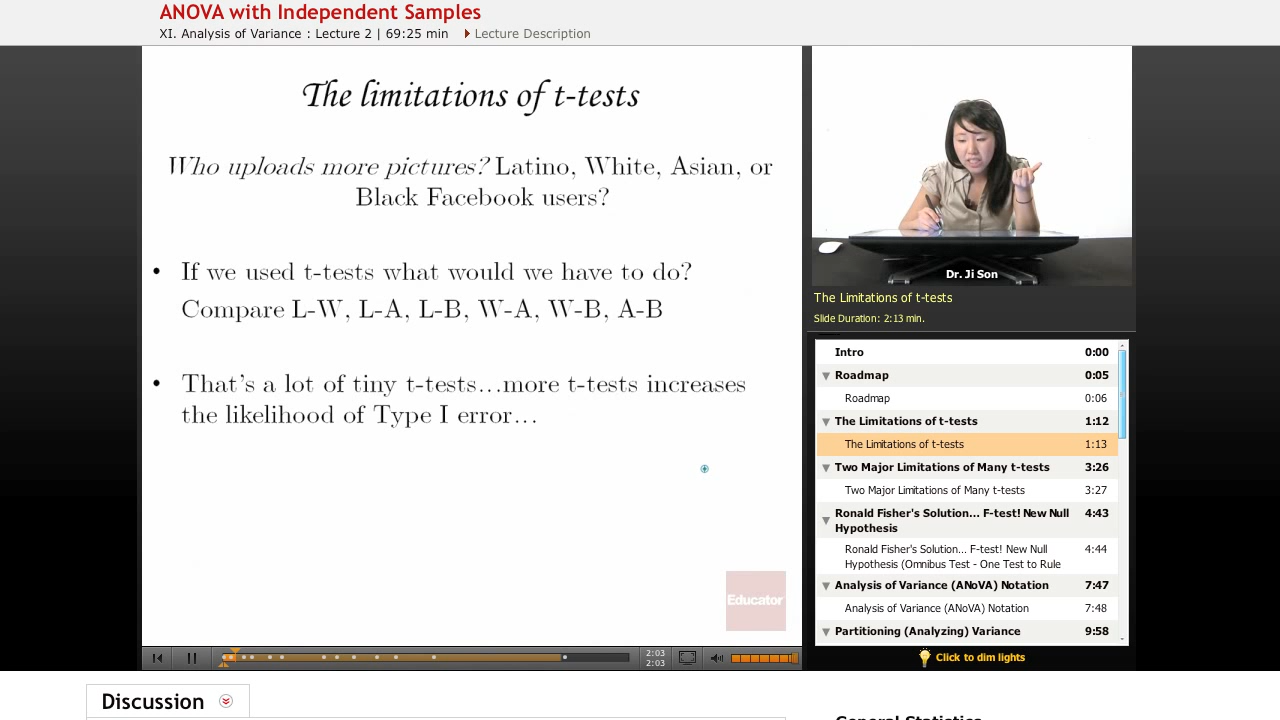 ANOVA with Independent Samples
XI. Analysis of Variance : Lecture 2 | 69:25 min Lecture Description
The limitations of t-tests
Who uploads more pictures? Latino, White, Asian, or
Black Facebook users?
• If we used t-tests what would we have to do?
Compare L-W, L-A, L-B, W-A, W-B, A-B
• That's a lot of tiny t-tests…more t-tests increases
the likelihood of Type I error…
Educator
2:03
2:03
Dr. Ji Son
The Limitations of t-tests
Slide Duration: 2:13 min.
Intro 0:00
Roadmap 0:05
Roadmap 0:06
The Limitations of t-tests 1:12
The Limitations of t-tests 1:13
Two Major Limitations of Many t-tests 3:26
Two Major Limitations of Many t-tests 3:27
Ronald Fisher's Solution... F-test! New Null 4:43
Hypothesis
Ronald Fisher's Solution... F-test! New Null 4:44
Hypothesis (Omnibus Test - One Test to Rule
Analysis of Variance (ANoVA) Notation 7:47
Analysis of Variance (ANoVA) Notation 7:48
Partitioning (Analyzing) Variance 9:58
Click to dim lights
Discussion
General Statistics